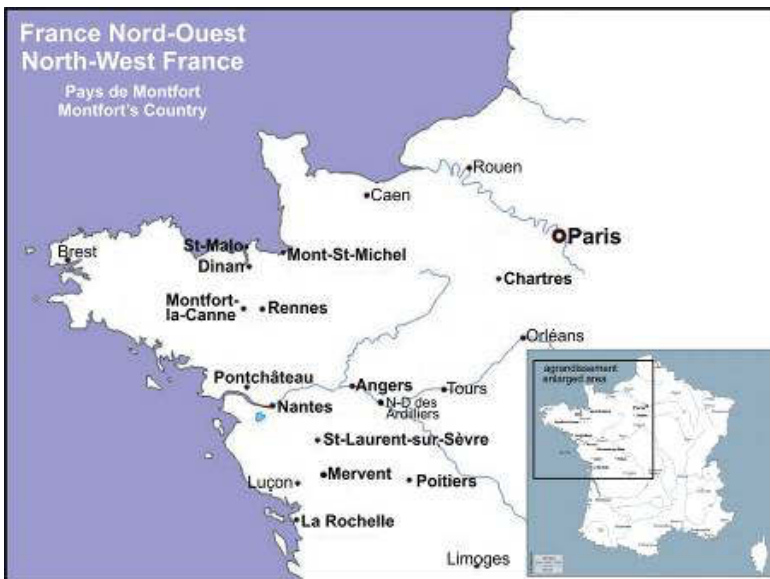 France Nord-Ouest
North-West France
Pays de Montfort
Montfort's Country
Rouen
Caen
Paris
Brest
St-Malo
Mont-St-Michel
Dinan
Chartres
Montfort-
la-Canne
Rennes
Orléans
Pontchâteau
Angers
Tours
N-D des
Ardilliers
Nantes
St-Laurent-sur-Sèvre
Mervent
Luçon
Poitiers
La Rochelle
Limoges
agrandissement
enlarged area